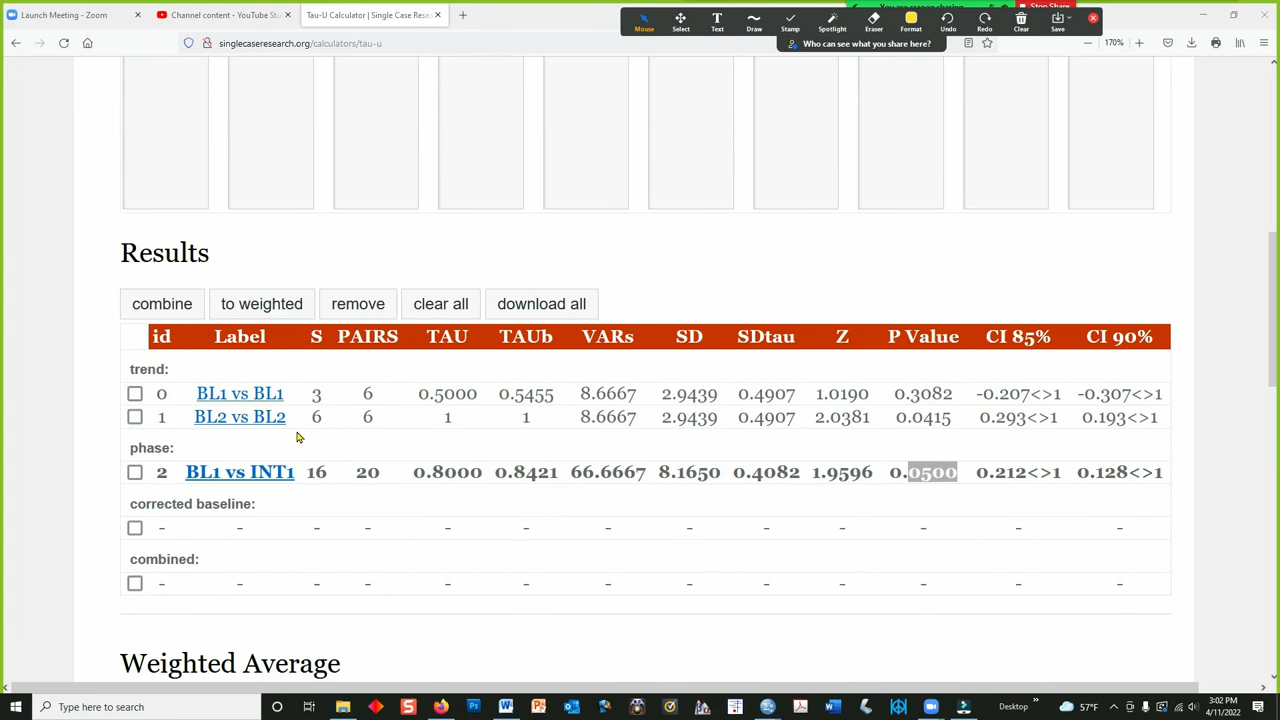 Launch Meeting - Zoom
Channel content - YouTube Stu
Tau-U Calculator | Single Case Rese
Stop Share
singlecaseresearch.org/calculators/tau-u
Mouse Select Text Draw Stamp Spotlight Eraser Format Undo Redo Clear Save
Who can see what you share here?
170%
Results
combine to weighted remove clear all download all
id Label S PAIRS TAU TAUb VARs SD SDtau Z P Value CI 85% CI 90%
trend:
0 BL1 vs BL1 3 6 0.5000 0.5455 8.6667 2.9439 0.4907 1.0190 0.3082 -0.207<>1 -0.307<>1
1 BL2 vs BL2 6 6 1 1 8.6667 2.9439 0.4907 2.0381 0.0415 0.293<>1 0.193<>1
phase:
2 BL1 vs INT1 16 20 0.8000 0.8421 66.6667 8.1650 0.4082 1.9596 0.0500 0.212<>1 0.128<>1
corrected baseline:
- - - - - - - - - - - - -
combined:
- - - - - - - - - - - - -
Weighted Average
Type here to search
Desktop
57°F
3:02 PM
4/11/2022